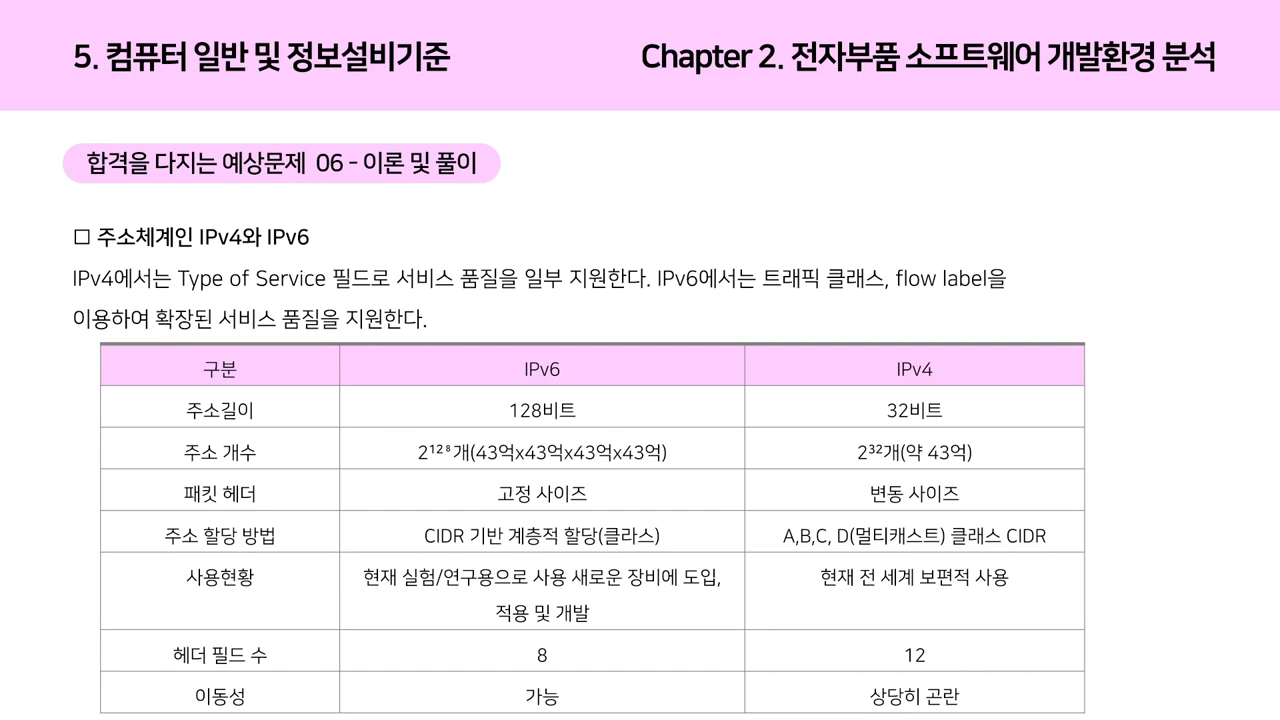 5. 컴퓨터 일반 및 정보설비기준
Chapter 2. 전자부품 소프트웨어 개발환경 분석
합격을 다지는 예상문제 06 - 이론 및 풀이
□ 주소체계인 IPv4와 IPv6
IPv4에서는 Type of Service 필드로 서비스 품질을 일부 지원한다. IPv6에서는 트래픽 클래스, flow label을
이용하여 확장된 서비스 품질을 지원한다.
구분 IPv6 IPv4
주소길이 128비트 32비트
주소 개수 2¹²⁸개(43억x43억x43억x43억) 2³²개(약 43억)
패킷 헤더 고정 사이즈 변동 사이즈
주소 할당 방법 CIDR 기반 계층적 할당(클라스) A,B,C, D(멀티캐스트) 클래스 CIDR
사용현황 현재 실험/연구용으로 사용 새로운 장비에 도입, 현재 전 세계 보편적 사용
적용 및 개발
헤더 필드 수 8 12
이동성 가능 상당히 곤란